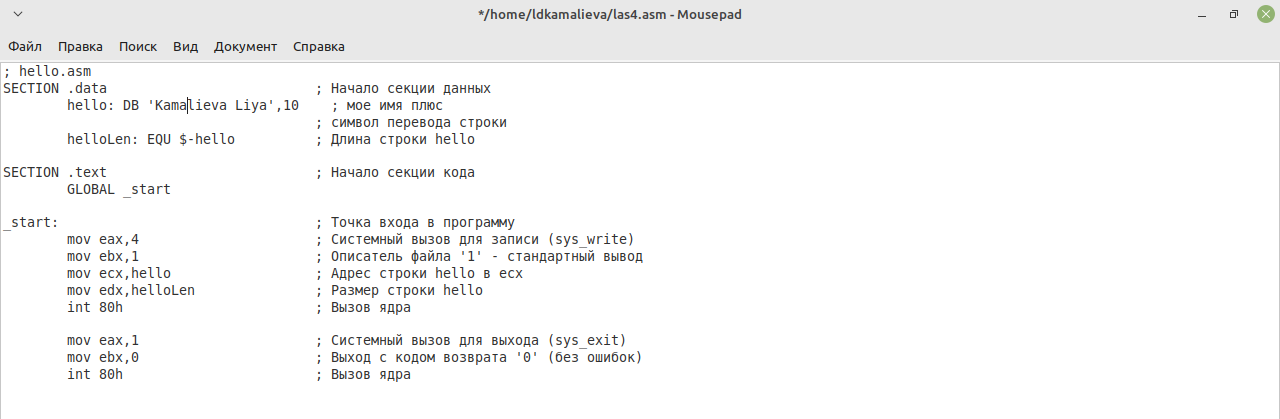 */home/ldkamalieva/las4.asm - Mousepad
Файл Правка Поиск Вид Документ Справка
; hello.asm
SECTION .data ; Начало секции данных
hello: DB 'Kamalieva Liya',10 ; мое имя плюс
; символ перевода строки
helloLen: EQU $-hello ; Длина строки hello
SECTION .text ; Начало секции кода
GLOBAL _start
_start: ; Точка входа в программу
mov eax,4 ; Системный вызов для записи (sys_write)
mov ebx,1 ; Описатель файла '1' - стандартный вывод
mov ecx,hello ; Адрес строки hello в ecx
mov edx,helloLen ; Размер строки hello
int 80h ; Вызов ядра
mov eax,1 ; Системный вызов для выхода (sys_exit)
mov ebx,0 ; Выход с кодом возврата '0' (без ошибок)
int 80h ; Вызов ядра